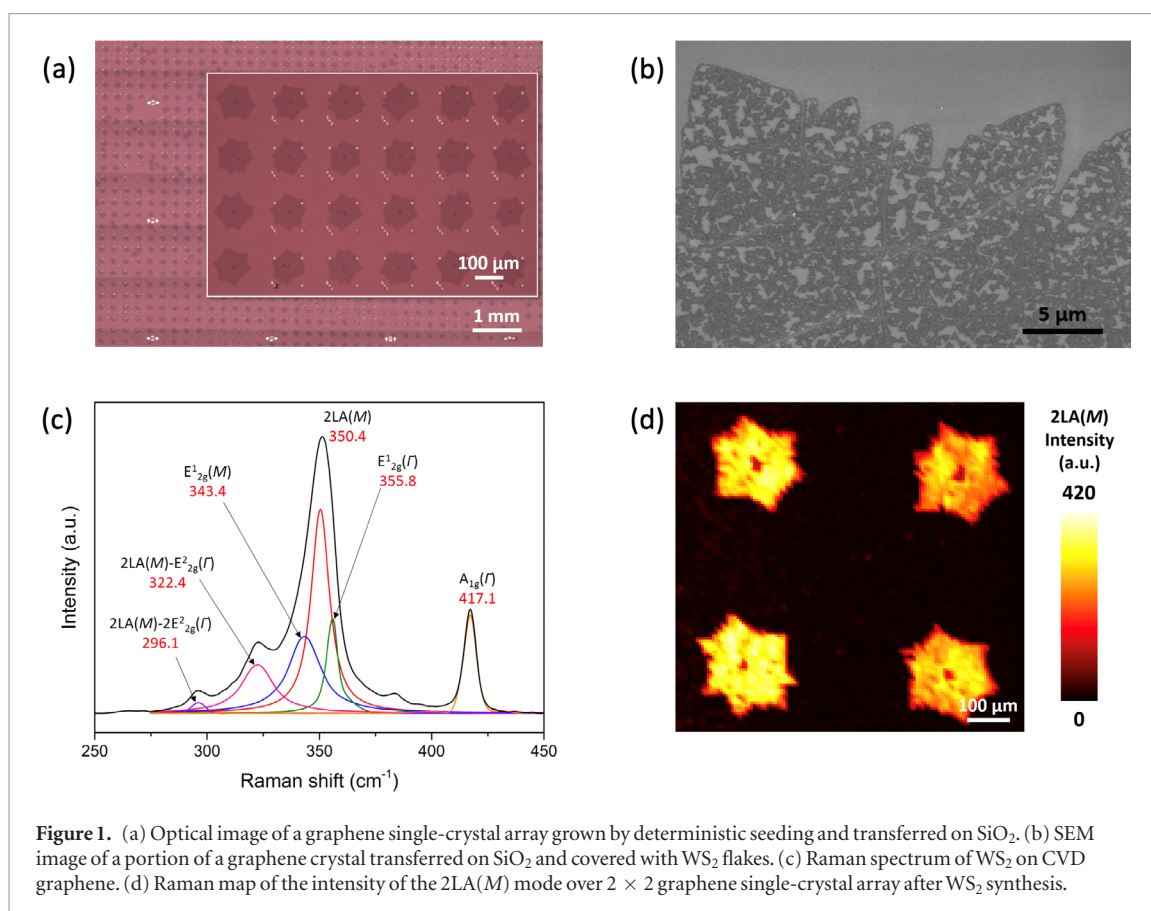 (a)
100 µm
1 mm
(b)
5 µm
(c)
2LA(M)
350.4
E¹₂g(M)
343.4
E¹₂g(Γ)
355.8
2LA(M)-E²₂g(Γ)
322.4
2LA(M)-2E²₂g(Γ)
296.1
A₁g(Γ)
417.1
Intensity (a.u.)
250 300 350 400 450
Raman shift (cm⁻¹)
(d)
100 µm
2LA(M)
Intensity
(a.u.)
420
0
Figure 1. (a) Optical image of a graphene single-crystal array grown by deterministic seeding and transferred on SiO₂. (b) SEM
image of a portion of a graphene crystal transferred on SiO₂ and covered with WS₂ flakes. (c) Raman spectrum of WS₂ on CVD
graphene. (d) Raman map of the intensity of the 2LA(M) mode over 2 × 2 graphene single-crystal array after WS₂ synthesis.